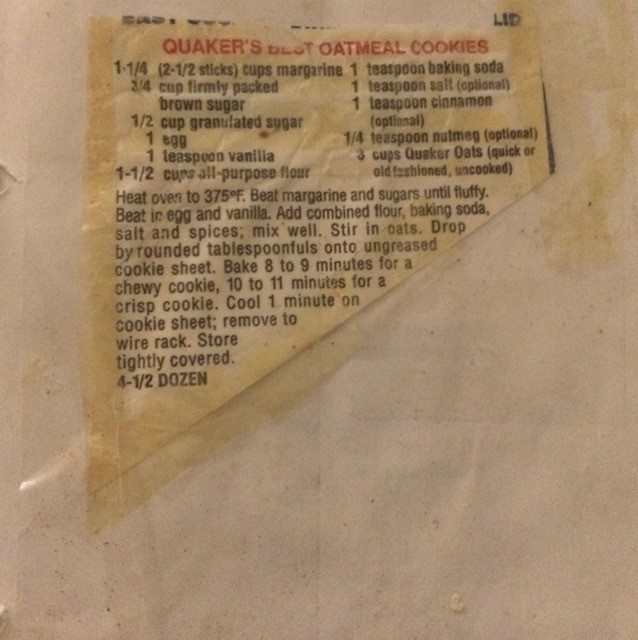 LID
QUAKER'S BEST OATMEAL COOKIES
1-1/4 (2-1/2 sticks) cups margarine
3/4 cup firmly packed
brown sugar
1/2 cup granulated sugar
1 egg
1 teaspoon vanilla
1-1/2 cups all-purpose flour
1 teaspoon baking soda
1 teaspoon salt (optional)
1 teaspoon cinnamon
(optional)
1/4 teaspoon nutmeg (optional)
3 cups Quaker Oats (quick or
old fashioned, uncooked)
Heat oven to 375°F. Beat margarine and sugars until fluffy.
Beat in egg and vanilla. Add combined flour, baking soda,
salt and spices; mix well. Stir in oats. Drop
by rounded tablespoonfuls onto ungreased
cookie sheet. Bake 8 to 9 minutes for a
chewy cookie, 10 to 11 minutes for a
crisp cookie. Cool 1 minute on
cookie sheet; remove to
wire rack. Store
tightly covered.
4-1/2 DOZEN